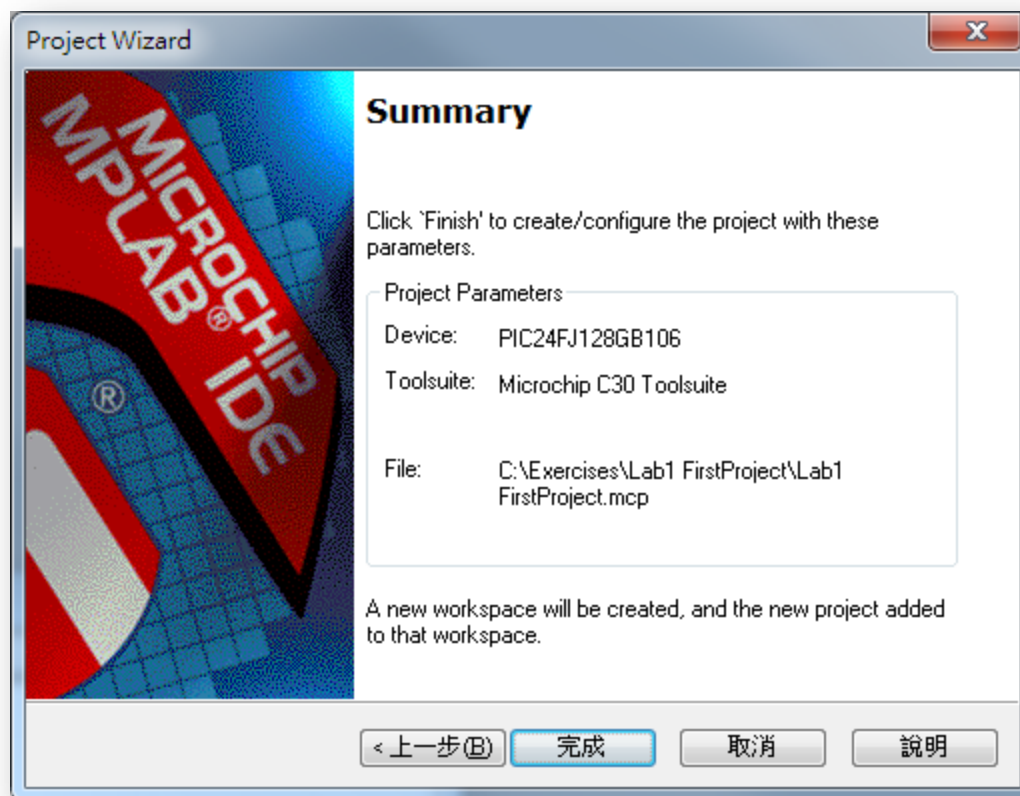 Project Wizard
MICROCHIP
MPLAB® IDE
®
Summary
Click `Finish' to create/configure the project with these
parameters.
Project Parameters
Device: PIC24FJ128GB106
Toolsuite: Microchip C30 Toolsuite
File: C:\Exercises\Lab1 FirstProject\Lab1
FirstProject.mcp
A new workspace will be created, and the new project added
to that workspace.
< 上一步(B) 完成 取消 說明